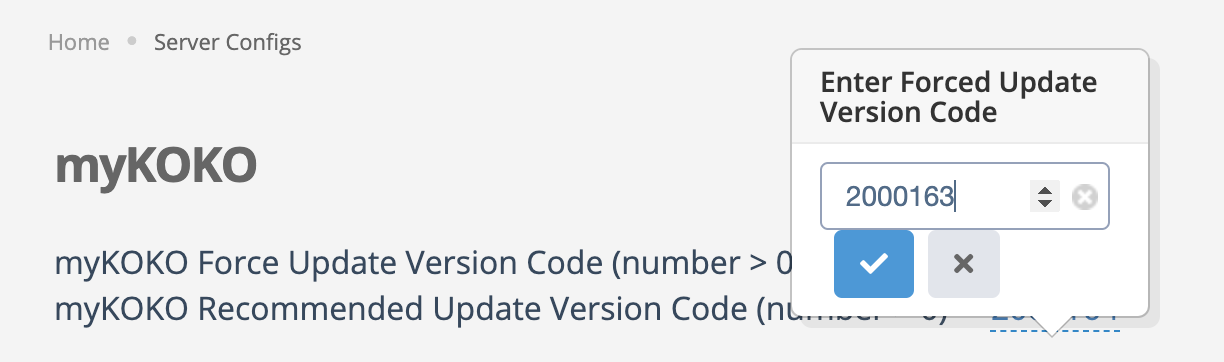 Home • Server Configs
Enter Forced Update
Version Code
myKOKO
2000163
myKOKO Force Update Version Code (number > 0
myKOKO Recommended Update Version Code